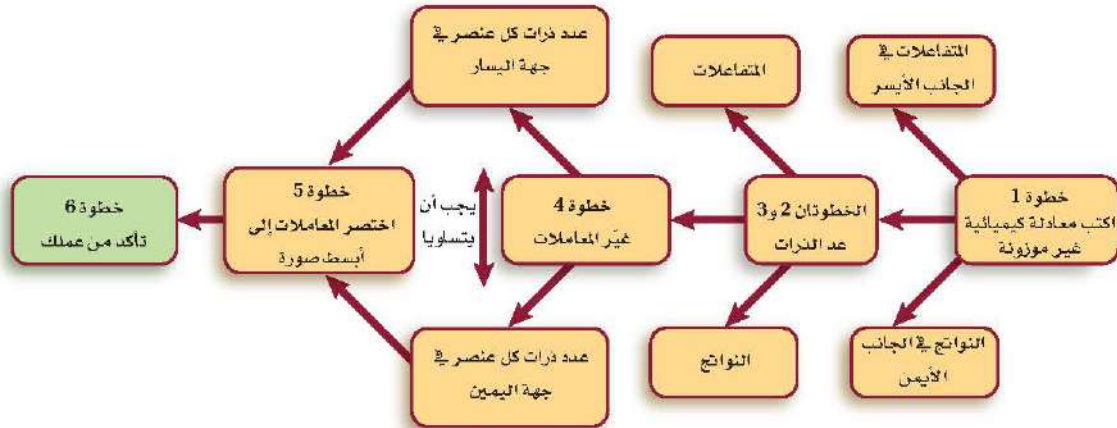 المتفاعلات في
الجانب الأيسر
خطوة 1
اكتب معادلة كيميائية
غير موزونة
النواتج في الجانب
الأيمن
المتفاعلات
الخطوتان 2 و3
عد الذرات
النواتج
عدد ذرات كل عنصر في
جهة اليسار
خطوة 4
غيّر المعاملات
عدد ذرات كل عنصر في
جهة اليمين
يجب أن
يتساويا
خطوة 5
اختصر المعاملات إلى
أبسط صورة
خطوة 6
تأكد من عملك